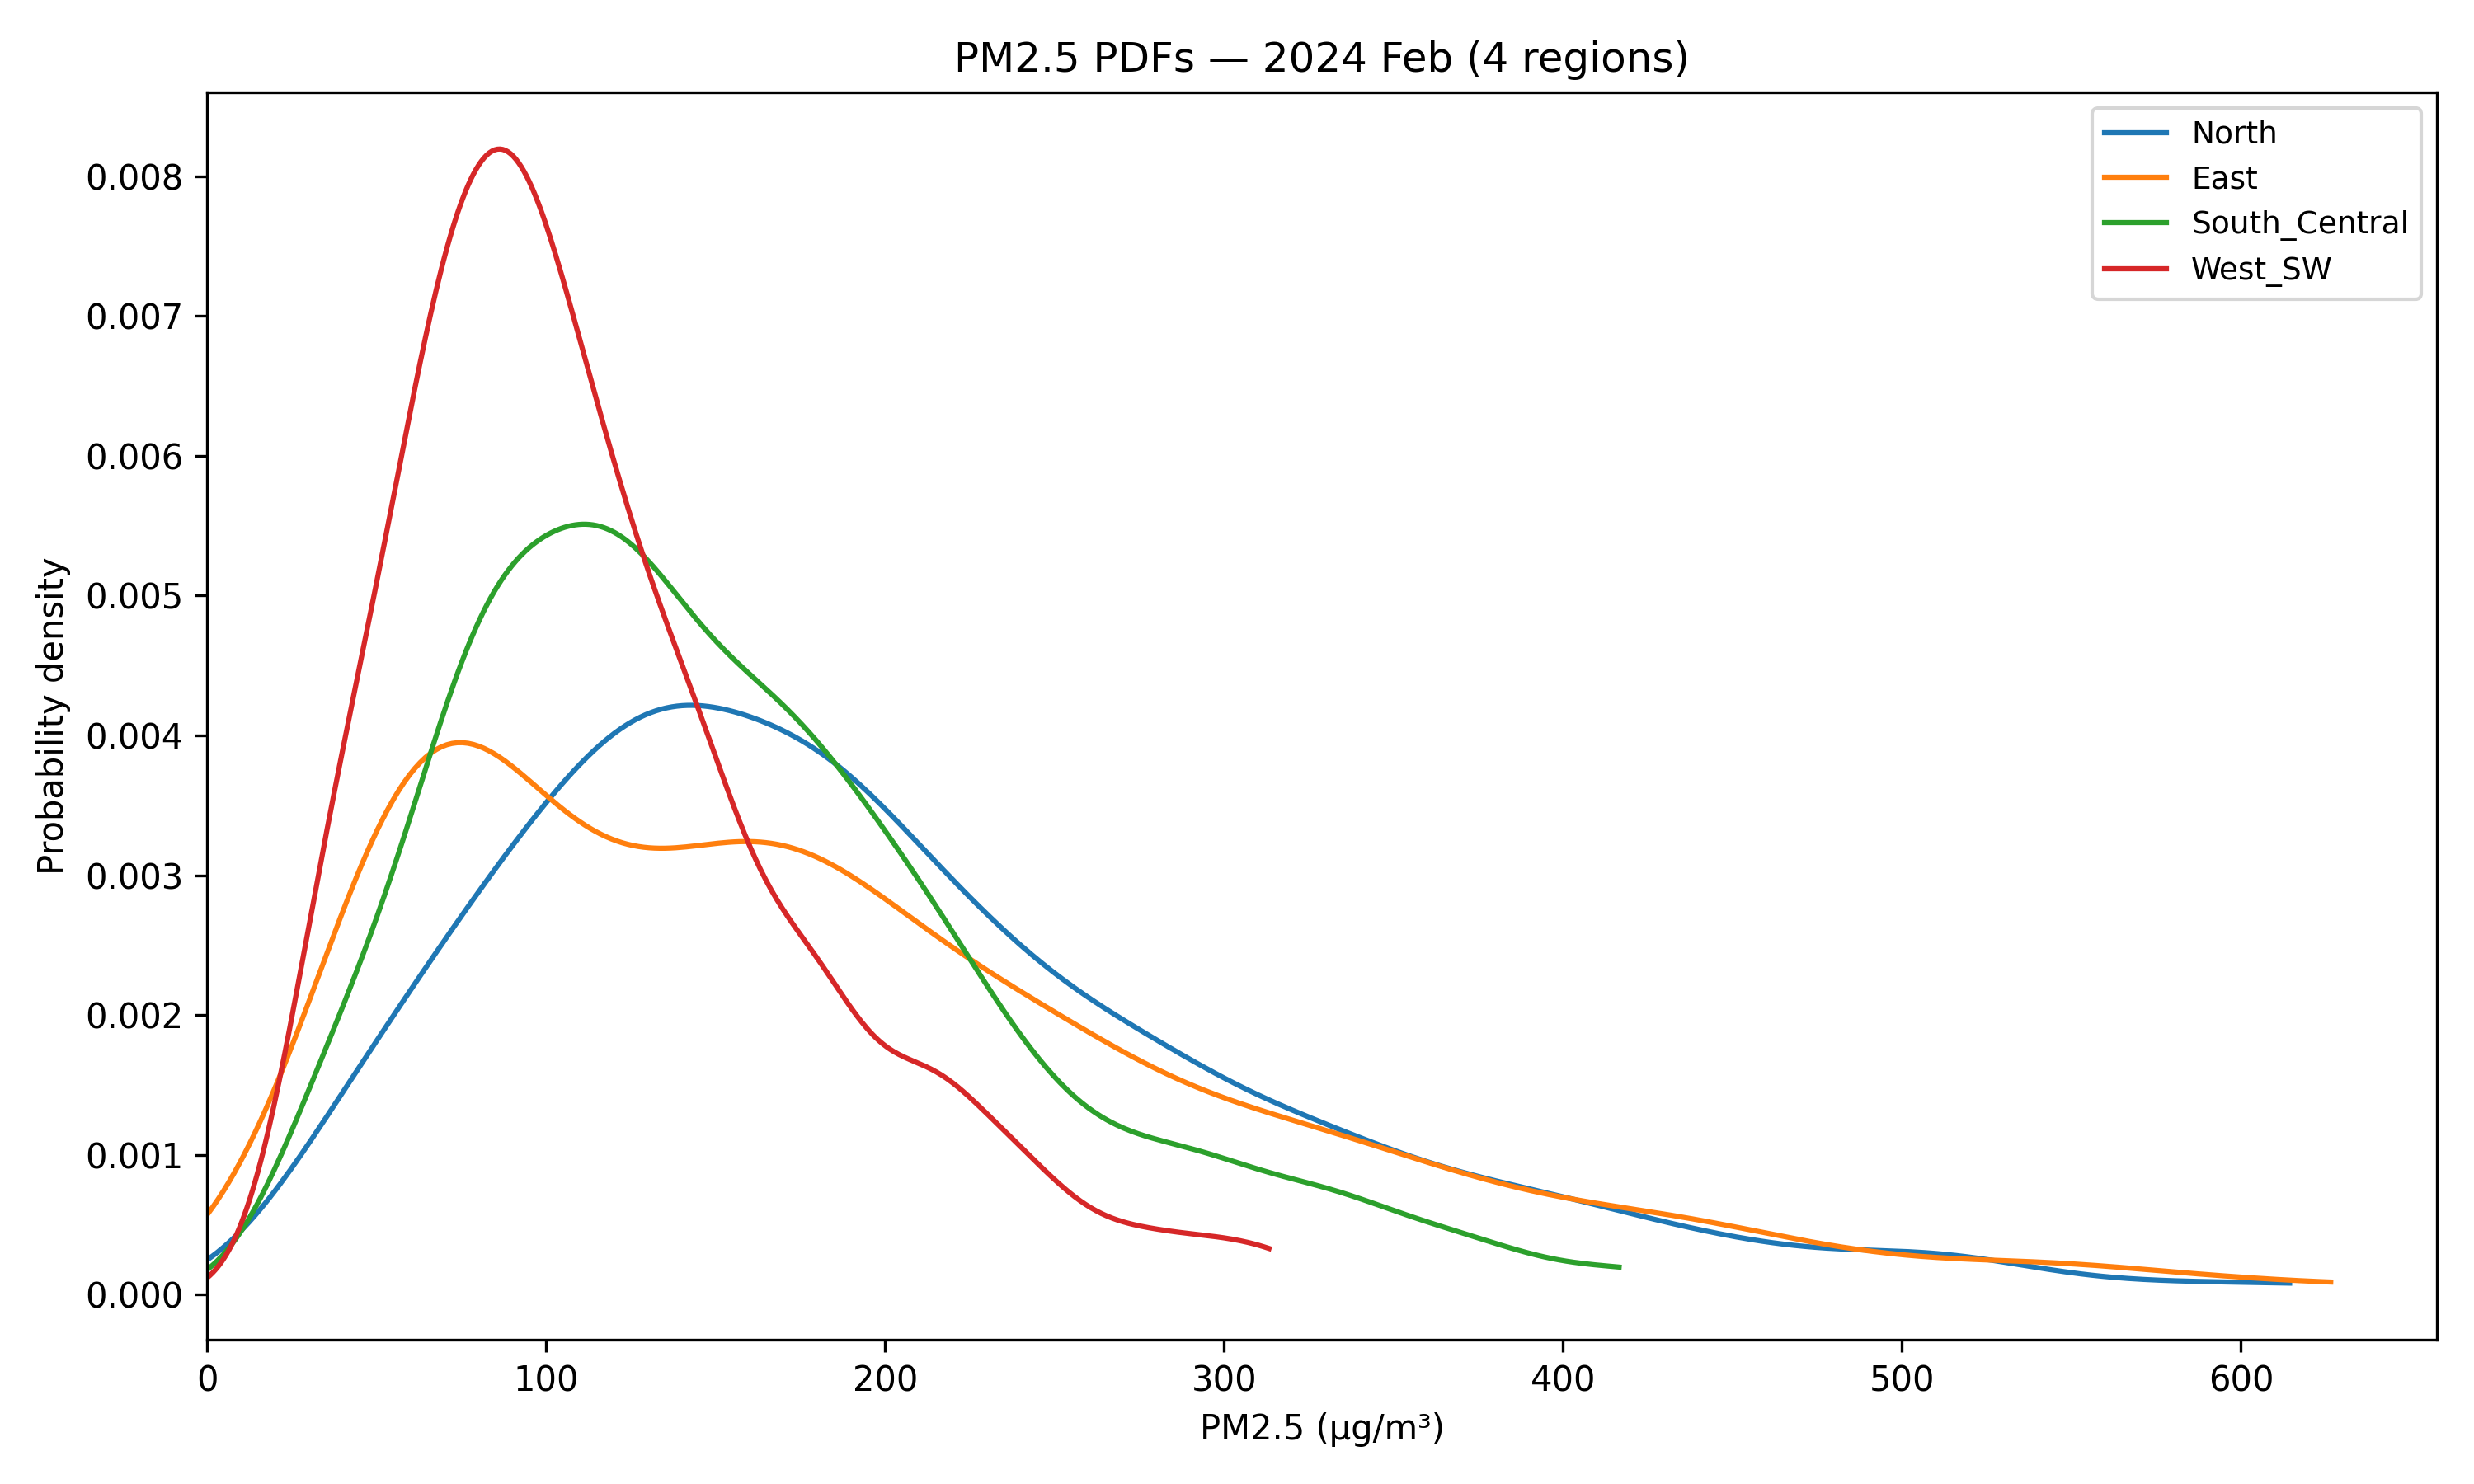 PM2.5 PDFs — 2024 Feb (4 regions)
North
East
South_Central
West_SW
Probability density
0.008
0.007
0.006
0.005
0.004
0.003
0.002
0.001
0.000
0 100 200 300 400 500 600
PM2.5 (µg/m³)